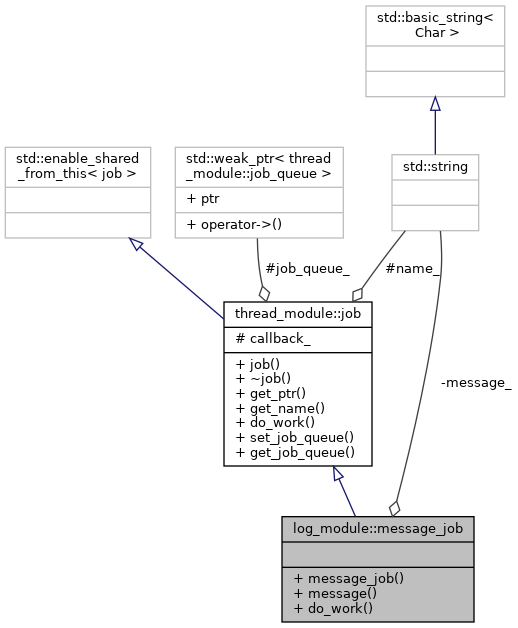 std::basic_string<
Char >
std::enable_shared
_from_this< job >
std::weak_ptr< thread
_module::job_queue >
+ ptr
+ operator->()
std::string
#job_queue_
#name_
thread_module::job
# callback_
+ job()
+ ~job()
+ get_ptr()
+ get_name()
+ do_work()
+ set_job_queue()
+ get_job_queue()
-message_
log_module::message_job
+ message_job()
+ message()
+ do_work()